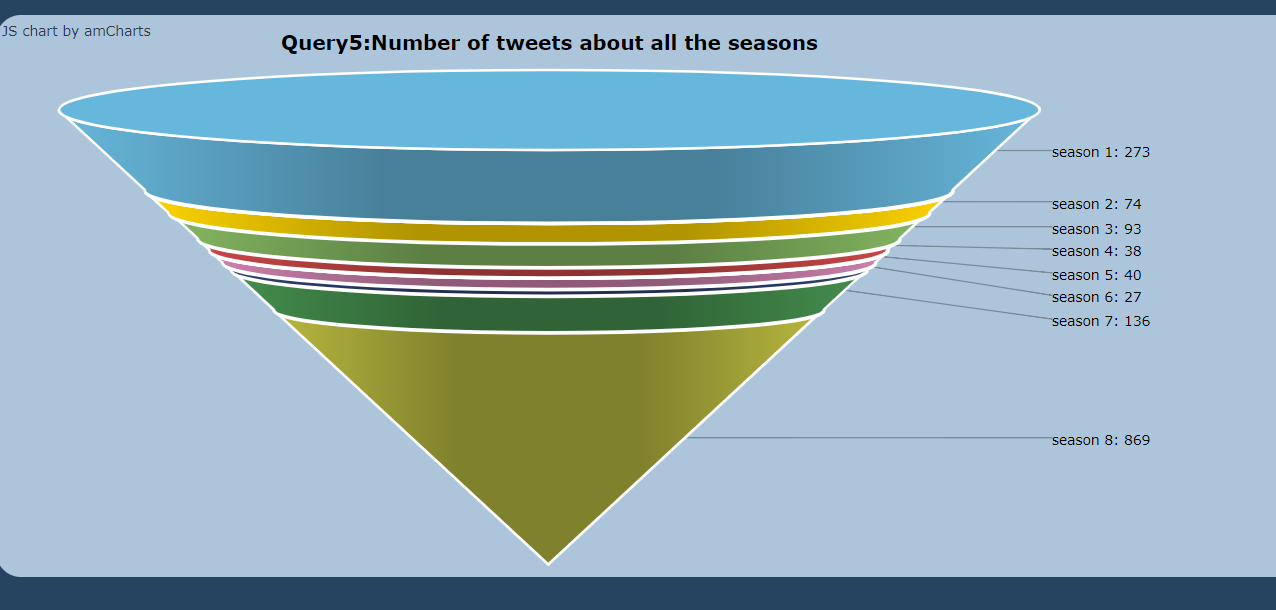 JS chart by amCharts
Query5:Number of tweets about all the seasons
season 1: 273
season 2: 74
season 3: 93
season 4: 38
season 5: 40
season 6: 27
season 7: 136
season 8: 869